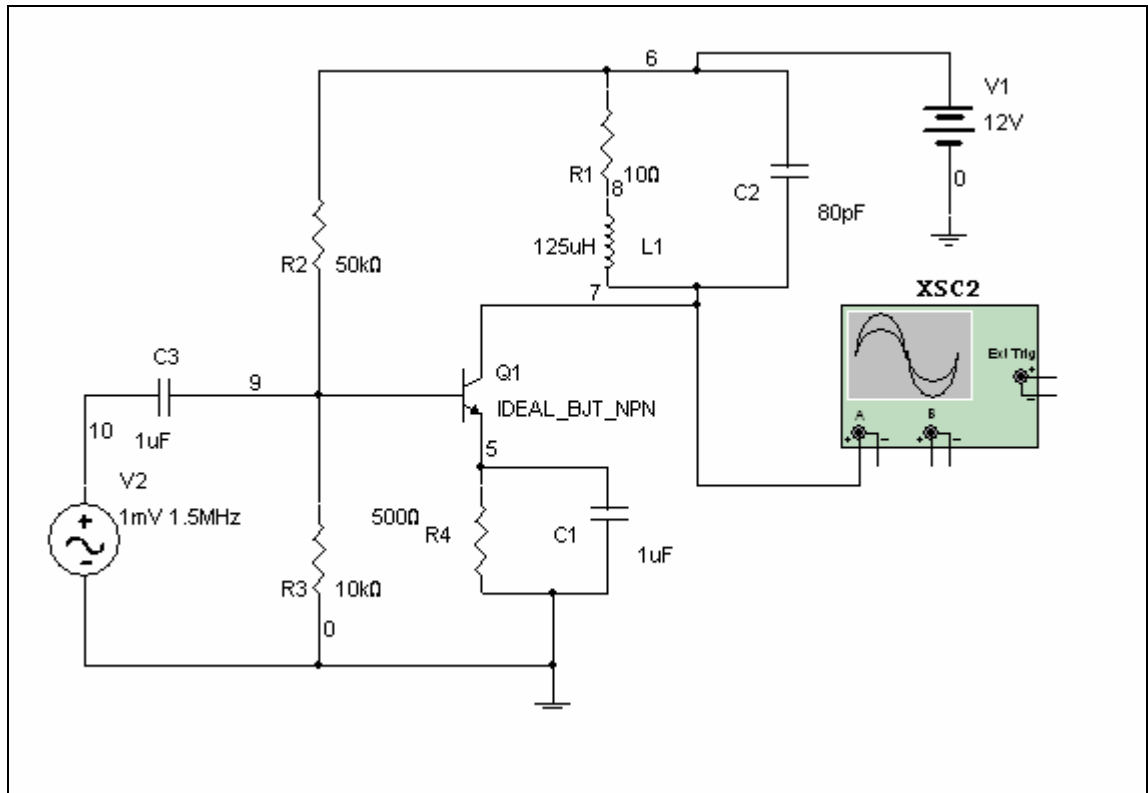 6
V1
12V
0
R1
10Ω
8
C2
80pF
R2
50kΩ
125uH
L1
7
XSC2
Ext Trig
+
-
A
B
+
-
+
-
C3
9
Q1
IDEAL_BJT_NPN
10
1uF
5
V2
1mV 1.5MHz
+
-
500Ω
R4
C1
1uF
R3
10kΩ
0